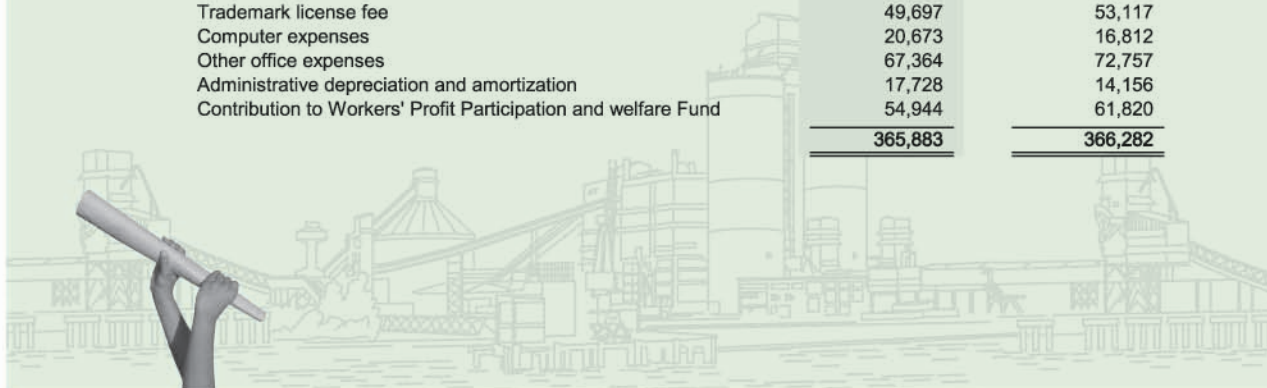 Trademark license fee 49,697 53,117
Computer expenses 20,673 16,812
Other office expenses 67,364 72,757
Administrative depreciation and amortization 17,728 14,156
Contribution to Workers' Profit Participation and welfare Fund 54,944 61,820
365,883 366,282